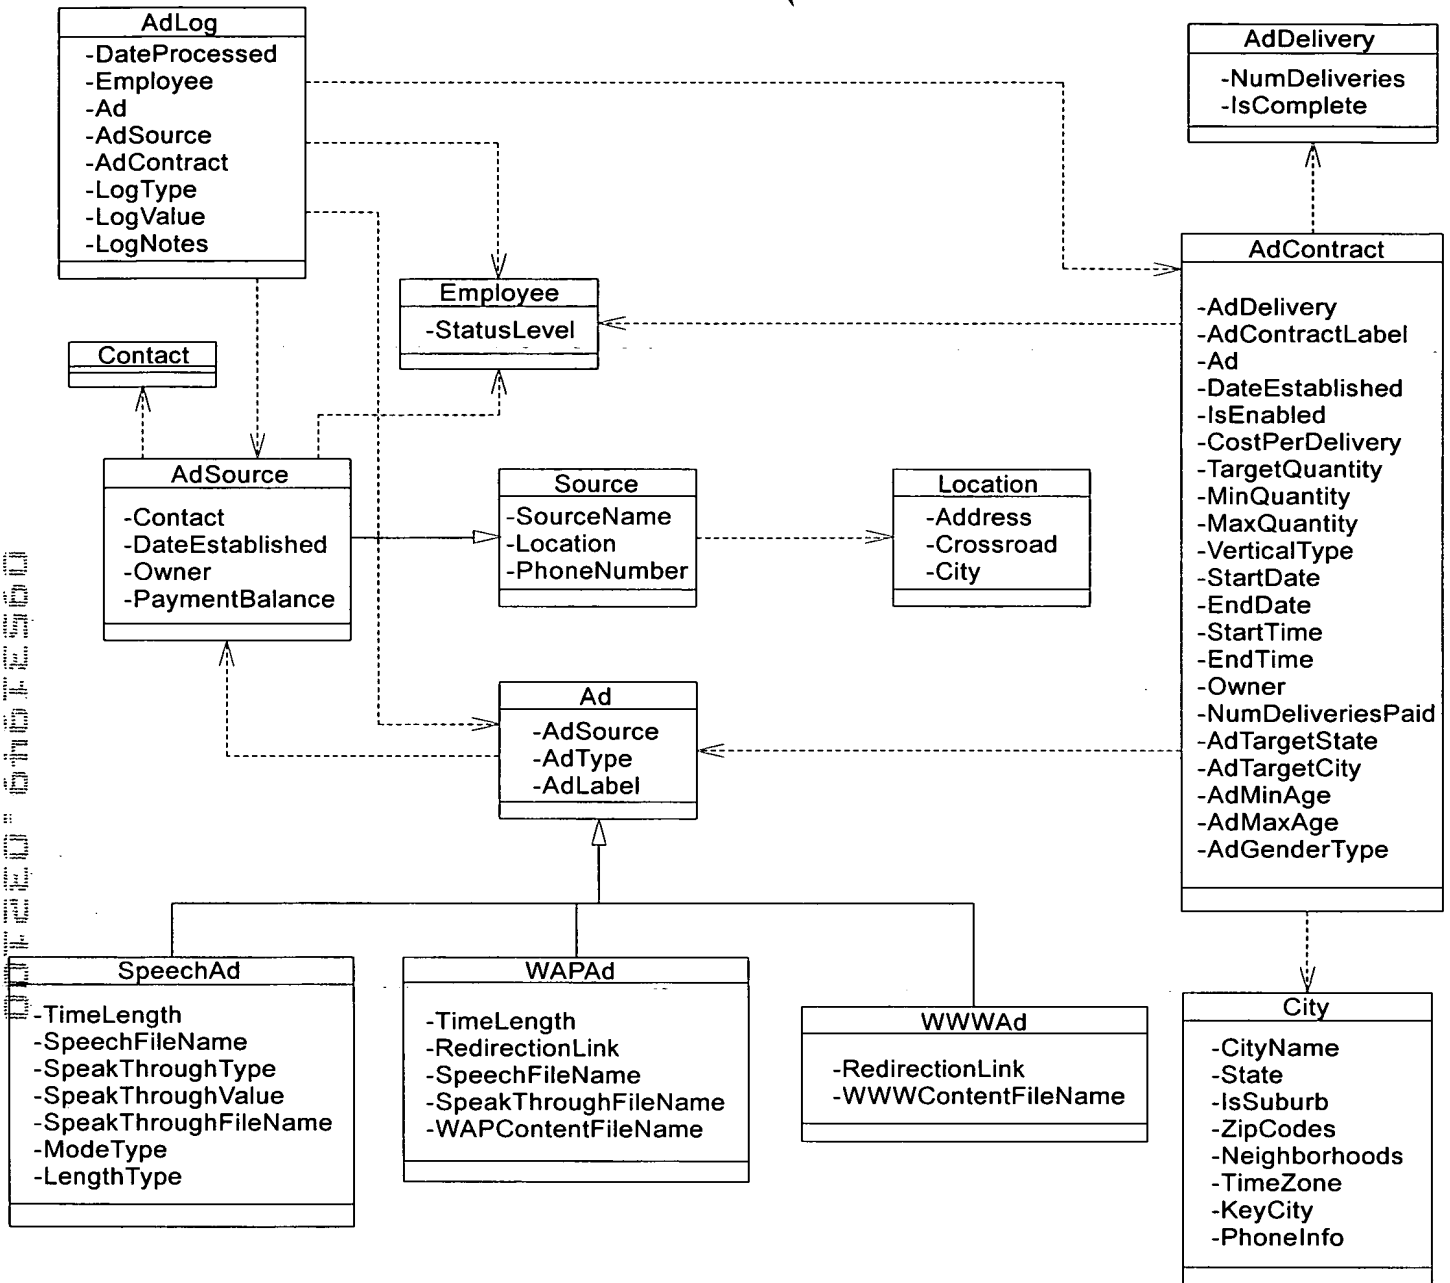 AdLog
-DateProcessed
-Employee
-Ad
-AdSource
-AdContract
-LogType
-LogValue
-LogNotes
AdDelivery
-NumDeliveries
-IsComplete
Employee
-StatusLevel
Contact
AdContract
-AdDelivery
-AdContractLabel
-Ad
-DateEstablished
-IsEnabled
-CostPerDelivery
-TargetQuantity
-MinQuantity
-MaxQuantity
-VerticalType
-StartDate
-EndDate
-StartTime
-EndTime
-Owner
-NumDeliveriesPaid
-AdTargetState
-AdTargetCity
-AdMinAge
-AdMaxAge
-AdGenderType
AdSource
-Contact
-DateEstablished
-Owner
-PaymentBalance
Source
-SourceName
-Location
-PhoneNumber
Location
-Address
-Crossroad
-City
Ad
-AdSource
-AdType
-AdLabel
SpeechAd
-TimeLength
-SpeechFileName
-SpeakThroughType
-SpeakThroughValue
-SpeakThroughFileName
-ModeType
-LengthType
WAPAd
-TimeLength
-RedirectionLink
-SpeechFileName
-SpeakThroughFileName
-WAPContentFileName
WWWAd
-RedirectionLink
-WWWContentFileName
City
-CityName
-State
-IsSuburb
-ZipCodes
-Neighborhoods
-TimeZone
-KeyCity
-PhoneInfo